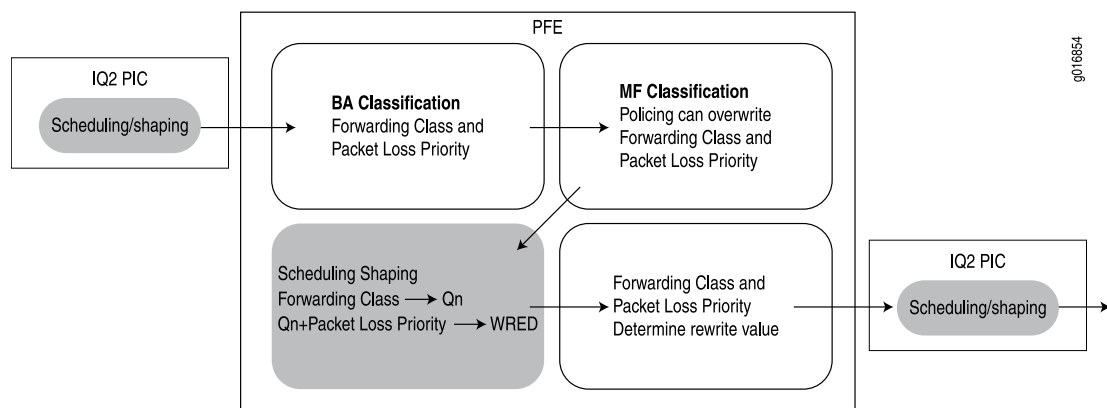 PFE
g016854
IQ2 PIC
Scheduling/shaping
BA Classification
Forwarding Class and
Packet Loss Priority
MF Classification
Policing can overwrite
Forwarding Class and
Packet Loss Priority
Scheduling Shaping
Forwarding Class → Qn
Qn+Packet Loss Priority → WRED
Forwarding Class and
Packet Loss Priority
Determine rewrite value
IQ2 PIC
Scheduling/shaping